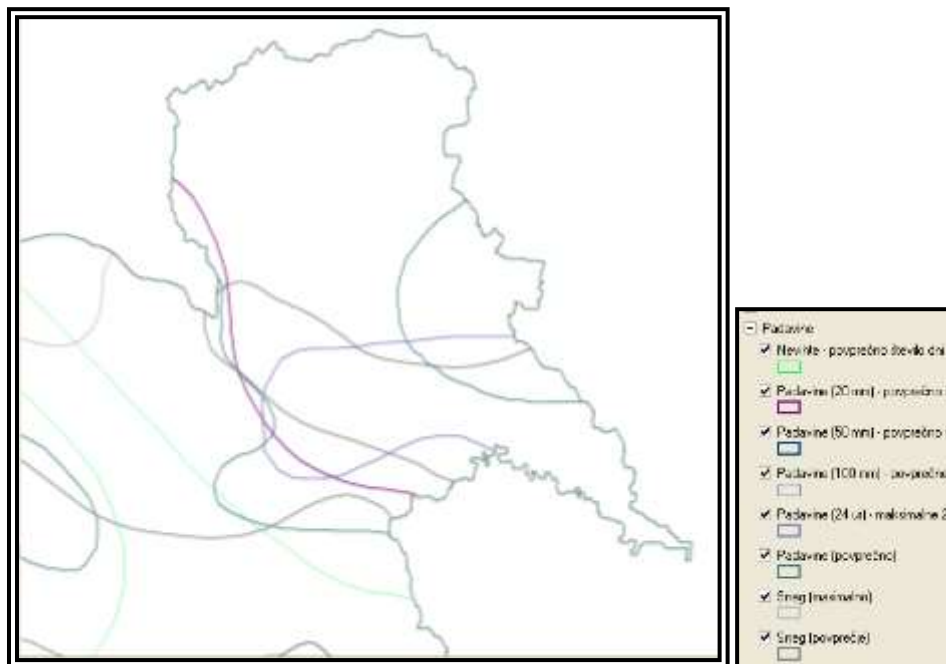 Padavine
Nevihte - povprečno število dni
Padavine (20 mm) - povprečno
Padavine (50 mm) - povprečno
Padavine (100 mm) - povprečno
Padavine (24 ur) - maksimalne 2
Padavine (povprečno)
Sneg (maksimalno)
Sneg (povprečje)